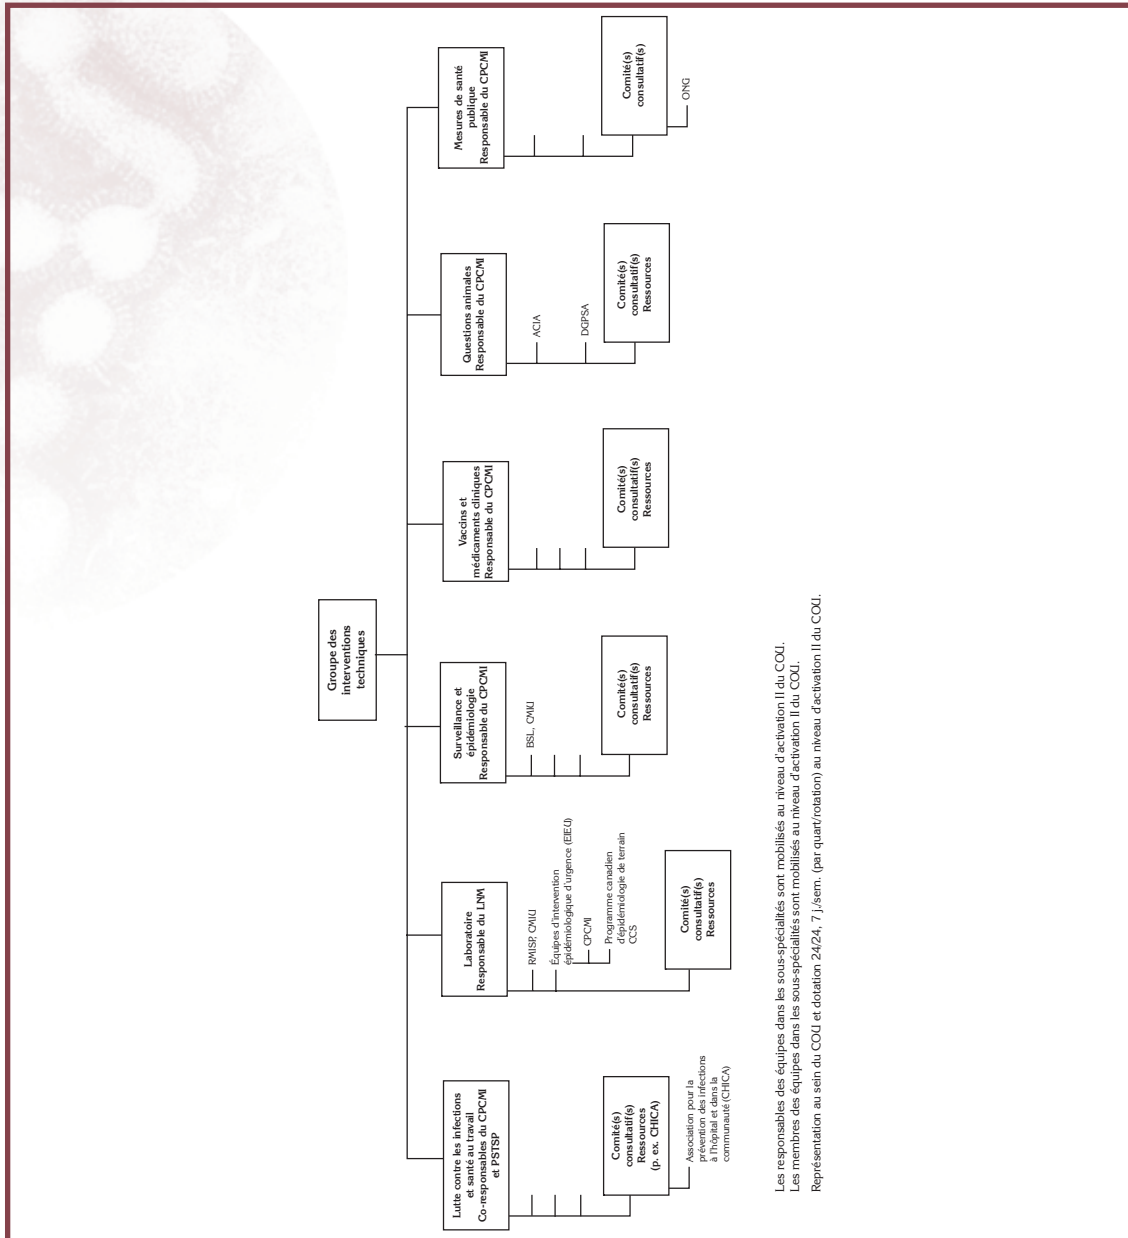 Groupe des
interventions
techniques
Lutte contre les infections
et santé au travail
Co-responsables du CPCMI
et PSTSP
Comité(s)
consultatif(s)
Ressources
(p. ex. CHICA)
Association pour la
prévention des infections
à l'hôpital et dans la
communauté (CHICA)
Laboratoire
Responsable du LNM
RMISP, CMIU
Équipes d'intervention
épidémiologique d'urgence (EIEU)
CPCMI
Programme canadien
d'épidémiologie de terrain
CCS
Comité(s)
consultatif(s)
Ressources
Surveillance et
épidémiologie
Responsable du CPCMI
BSL, CMIU
Comité(s)
consultatif(s)
Ressources
Vaccins et
médicaments cliniques
Responsable du CPCMI
Comité(s)
consultatif(s)
Ressources
Questions animales
Responsable du CPCMI
ACIA
DGPSA
Comité(s)
consultatif(s)
Ressources
Mesures de santé
publique
Responsable du CPCMI
Comité(s)
consultatif(s)
ONG
Les responsables des équipes dans les sous-spécialités sont mobilisés au niveau d'activation II du COU.
Les membres des équipes dans les sous-spécialités sont mobilisés au niveau d'activation II du COU.
Représentation au sein du COU et dotation 24/24, 7 j./sem. (par quart/rotation) au niveau d'activation II du COU.